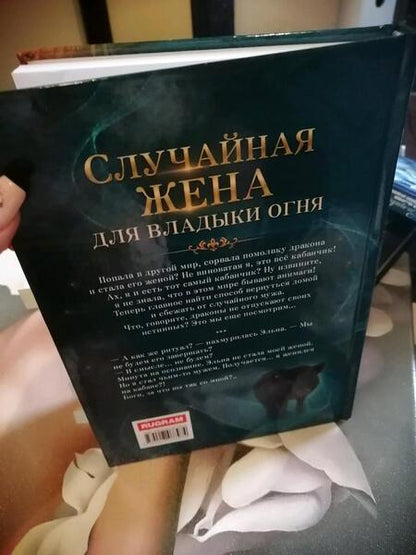 СЛУЧАЙНАЯ
ЖЕНА
ДЛЯ ВЛАДЫКИ ОГНЯ
Попала в другой мир, сорвала помолвку дракона
и стала его женой? Не виноватая я, это всё кабанчик!
Ах, я и есть тот самый кабанчик? Ну извините,
я не знала, что в этом мире бывают анимаги!
Теперь главное найти способ вернуться домой
и сбежать от случайного мужа.
Что, говорите, драконы не отпускают своих
истинных? Это мы еще посмотрим...
***
— А как же ритуал? — нахмурилась Эльва. — Мы
не будем его завершать?
— В смысле... не будем?
Минута на осознание. Эльва не стала моей женой.
Но я стал чьим-то мужем. Получается — я женился
на кабане?!
Боги, за что вы так со мной?..
RUGRAM